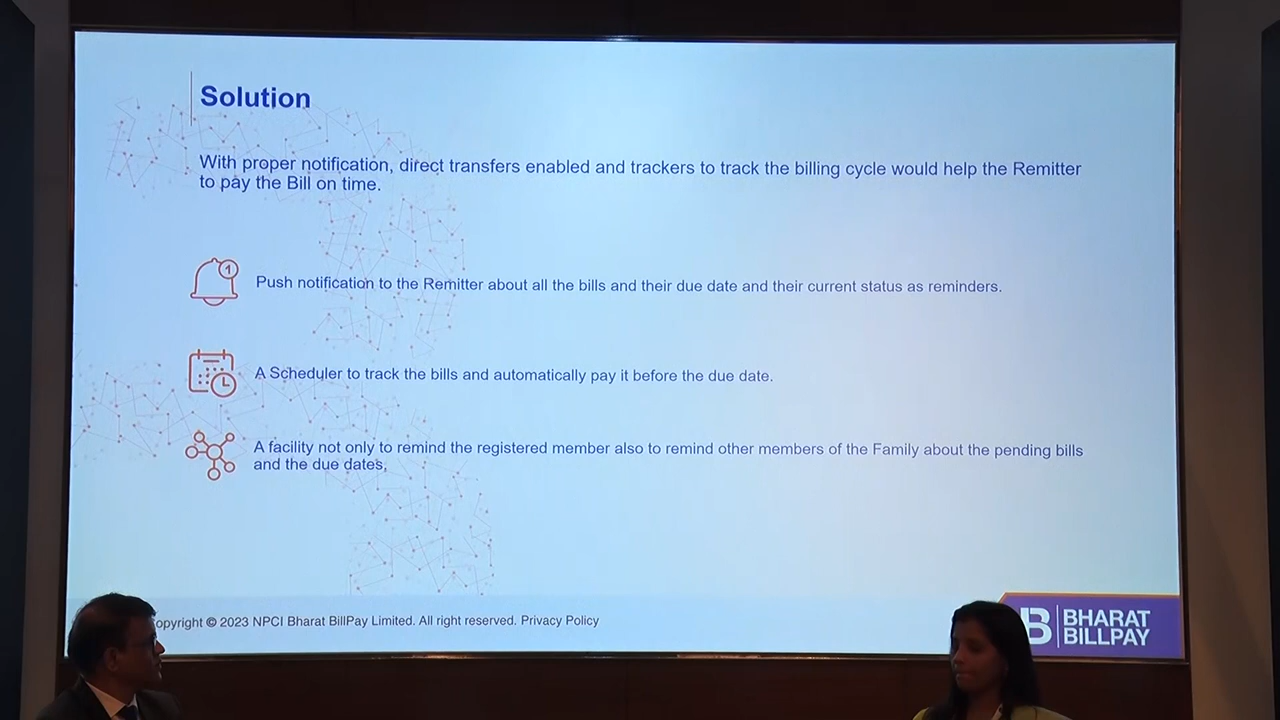 Solution
With proper notification, direct transfers enabled and trackers to track the billing cycle would help the Remitter
to pay the Bill on time.
1
Push notification to the Remitter about all the bills and their due date and their current status as reminders.
A Scheduler to track the bills and automatically pay it before the due date.
A facility not only to remind the registered member also to remind other members of the Family about the pending bills
and the due dates,
opyright © 2023 NPCI Bharat BillPay Limited. All right reserved. Privacy Policy
B BHARAT
BILLPAY